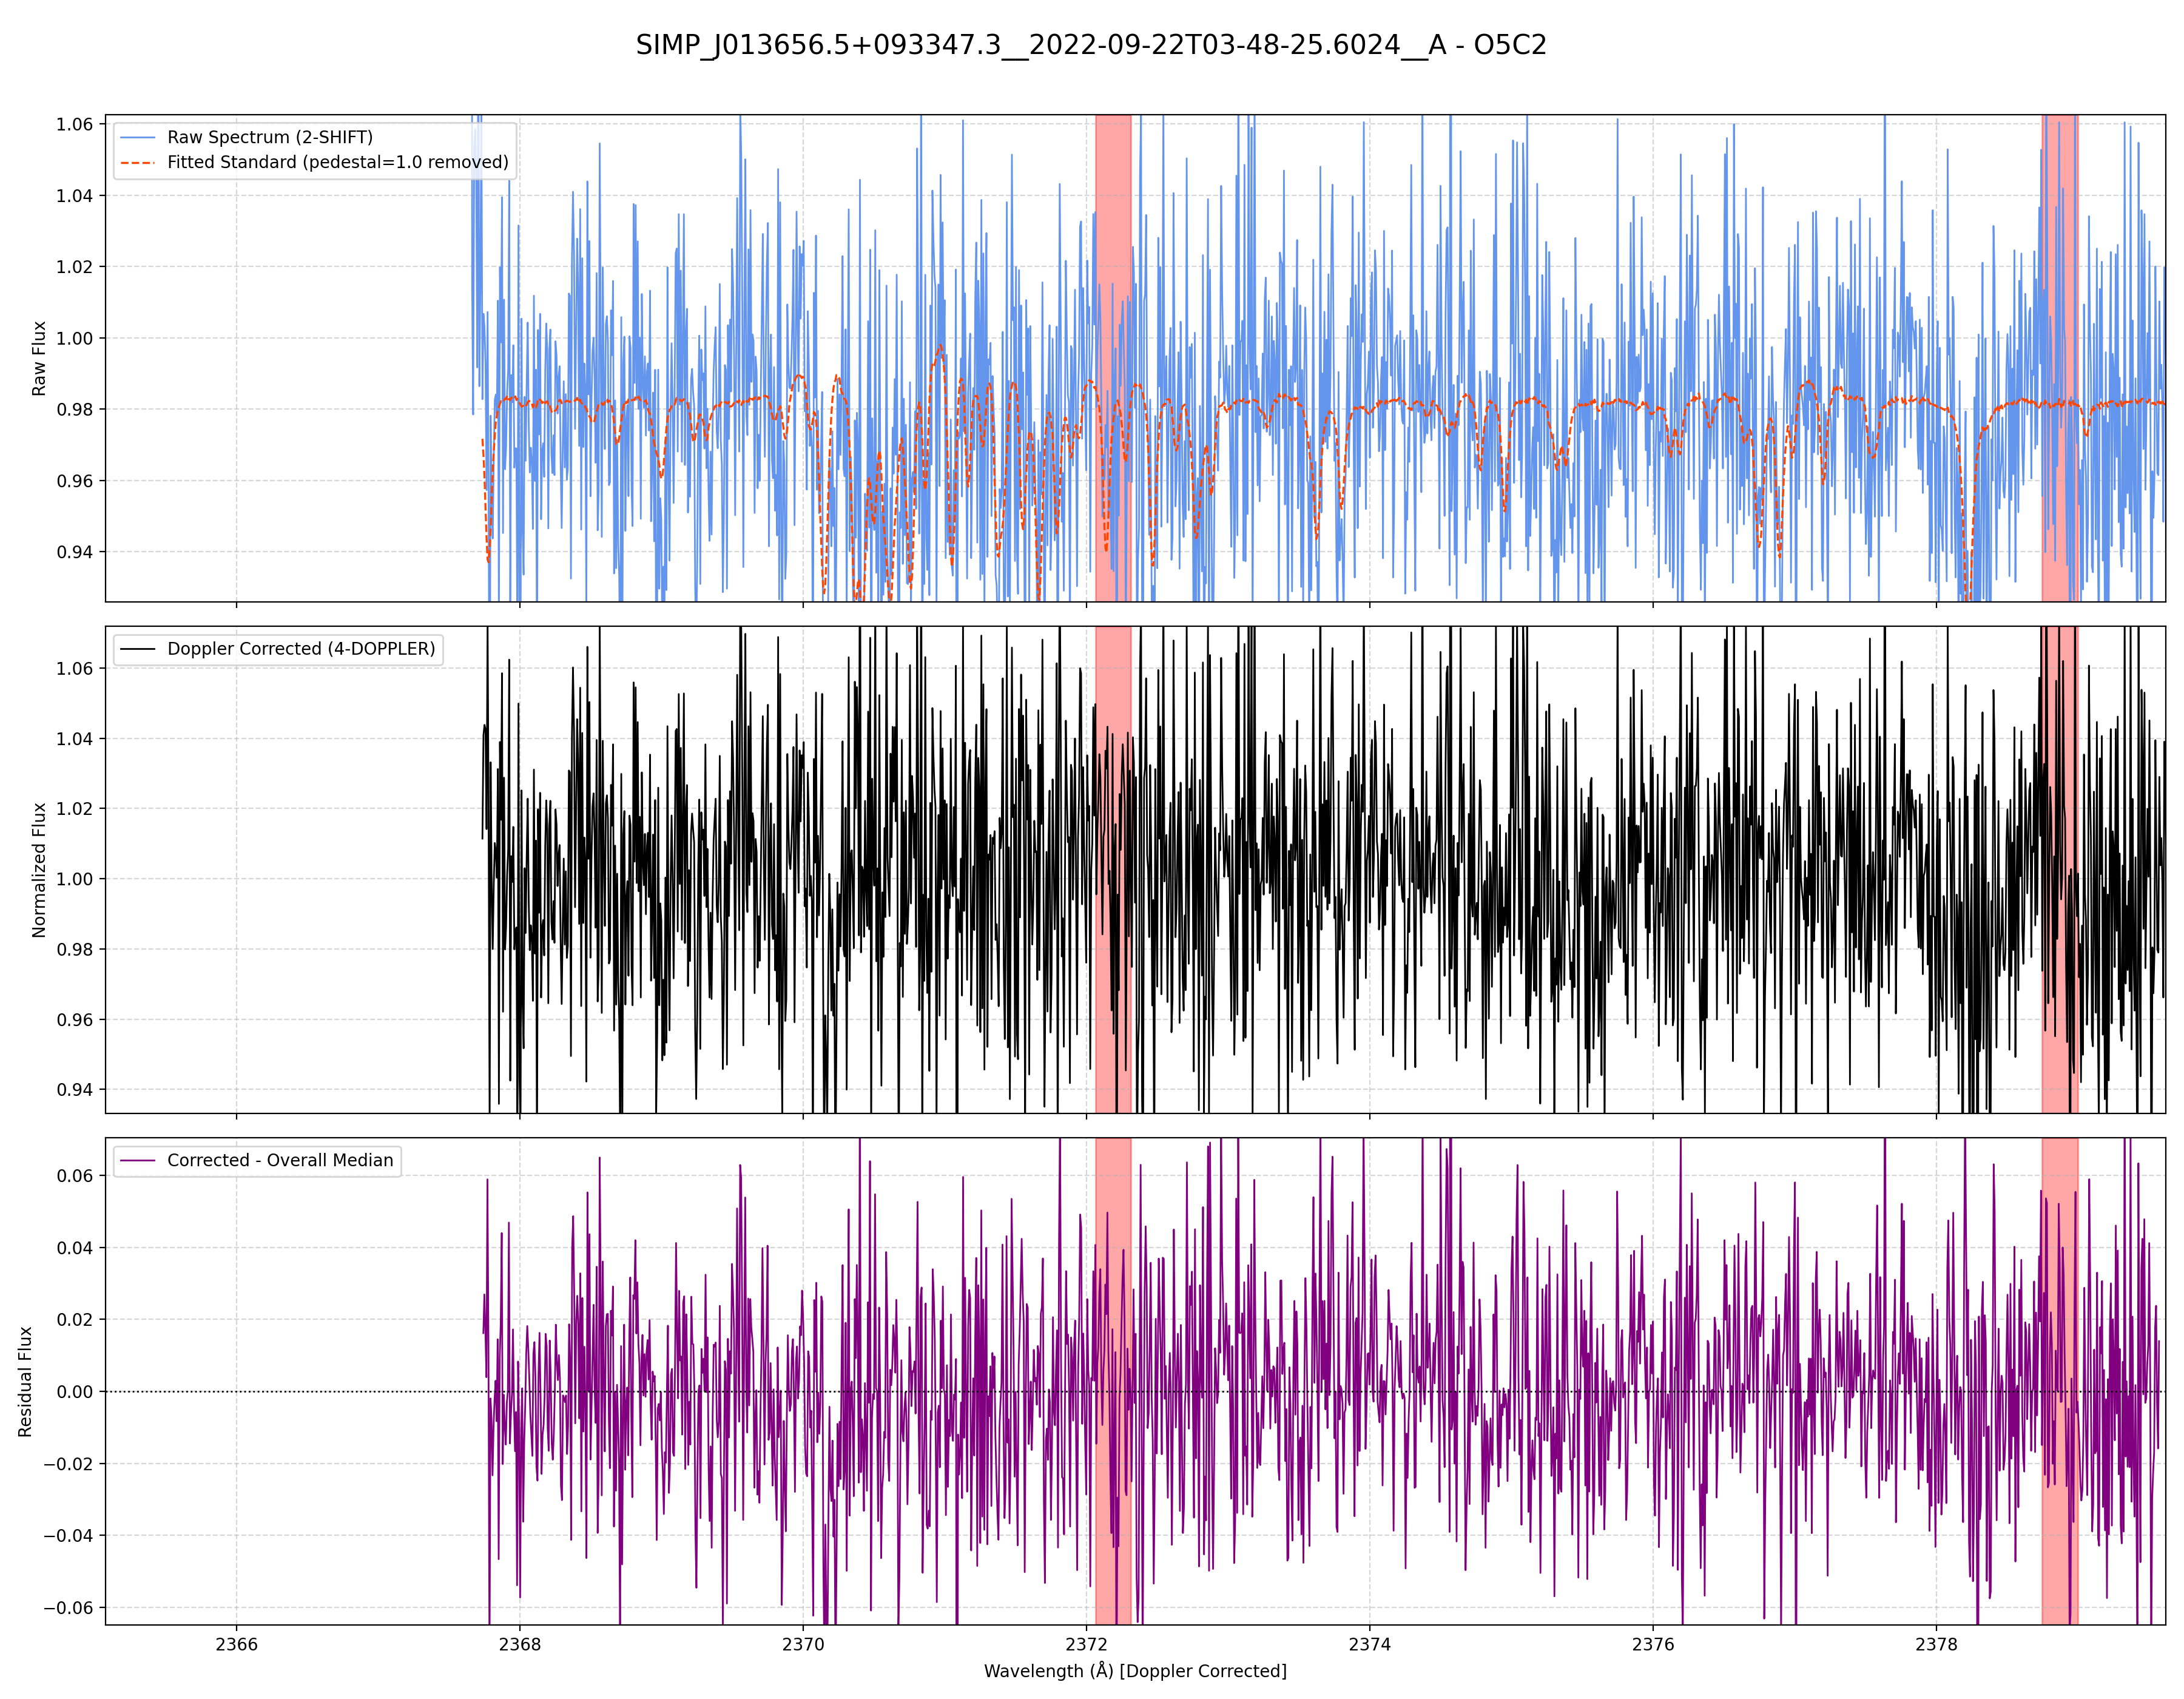 SIMP_J013656.5+093347.3__2022-09-22T03-48-25.6024__A - O5C2
Raw Flux
1.06
1.04
1.02
1.00
0.98
0.96
0.94
Raw Spectrum (2-SHIFT)
Fitted Standard (pedestal=1.0 removed)
Normalized Flux
1.06
1.04
1.02
1.00
0.98
0.96
0.94
Doppler Corrected (4-DOPPLER)
Residual Flux
0.06
0.04
0.02
0.00
−0.02
−0.04
−0.06
Corrected - Overall Median
2366 2368 2370 2372 2374 2376 2378
Wavelength (Å) [Doppler Corrected]